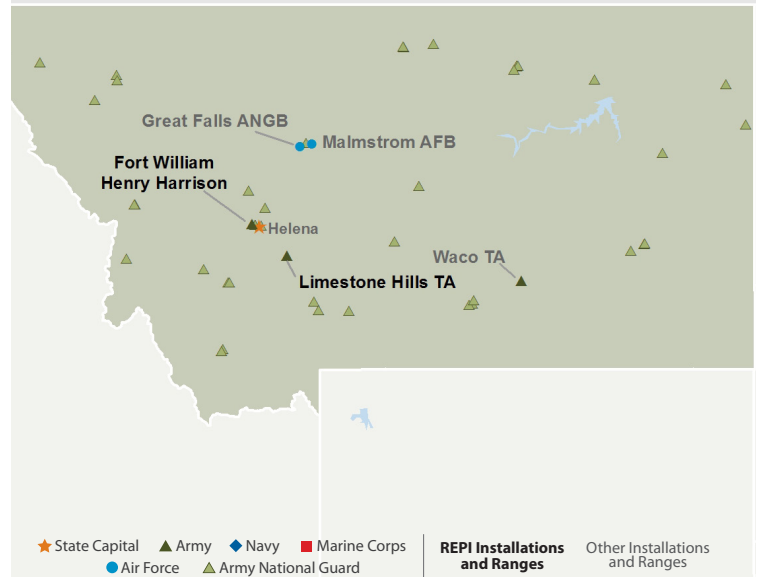 Great Falls ANGB
Malmstrom AFB
Fort William
Henry Harrison
Helena
Waco TA
Limestone Hills TA
State Capital
Army
Navy
Marine Corps
Air Force
Army National Guard
REPI Installations
and Ranges
Other Installations
and Ranges